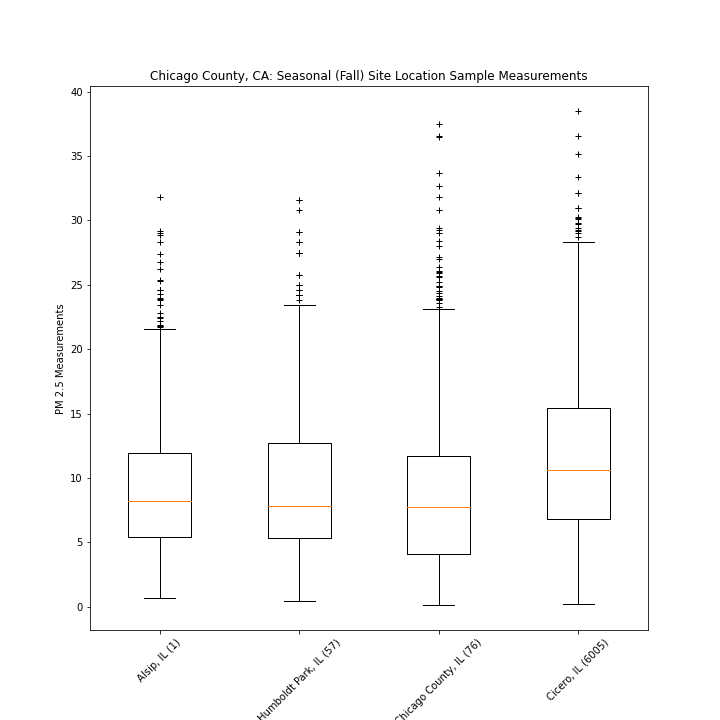 Chicago County, CA: Seasonal (Fall) Site Location Sample Measurements
40
35
30
25
20
15
10
5
0
PM 2.5 Measurements
Alsip, IL (1)
Humboldt Park, IL (57)
Chicago County, IL (76)
Cicero, IL (6005)